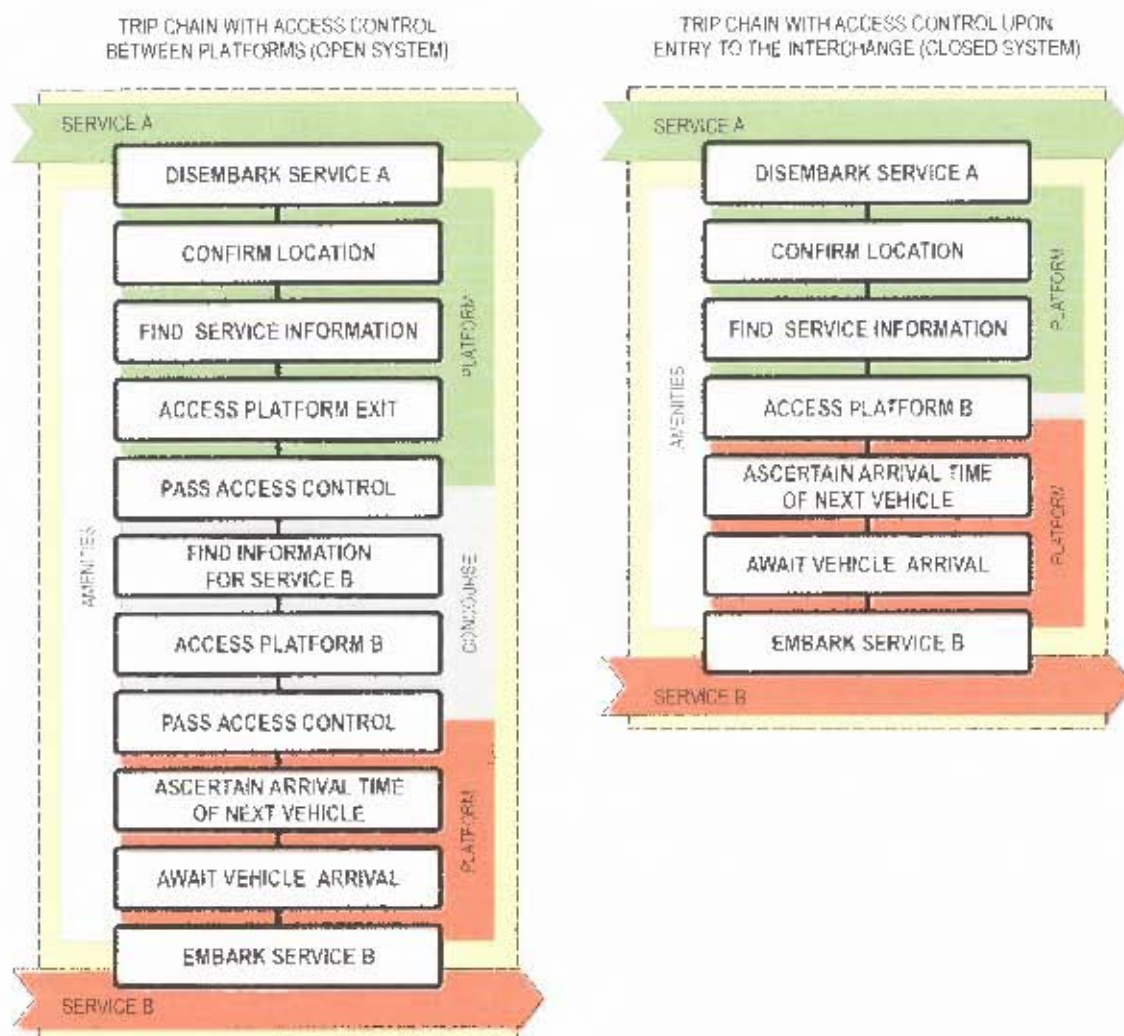 TRIP CHAIN WITH ACCESS CONTROL
BETWEEN PLATFORMS (OPEN SYSTEM)
SERVICE A
DISEMBARK SERVICE A
CONFIRM LOCATION
FIND SERVICE INFORMATION
ACCESS PLATFORM EXIT
PASS ACCESS CONTROL
FIND INFORMATION
FOR SERVICE B
ACCESS PLATFORM B
PASS ACCESS CONTROL
ASCERTAIN ARRIVAL TIME
OF NEXT VEHICLE
AWAIT VEHICLE ARRIVAL
EMBARK SERVICE B
SERVICE B
AMENITIES
PLATFORM
CONCOURSE
PLATFORM
TRIP CHAIN WITH ACCESS CONTROL UPON
ENTRY TO THE INTERCHANGE (CLOSED SYSTEM)
SERVICE A
DISEMBARK SERVICE A
CONFIRM LOCATION
FIND SERVICE INFORMATION
ACCESS PLATFORM B
ASCERTAIN ARRIVAL TIME
OF NEXT VEHICLE
AWAIT VEHICLE ARRIVAL
EMBARK SERVICE B
SERVICE B
AMENITIES
PLATFORM
PLATFORM